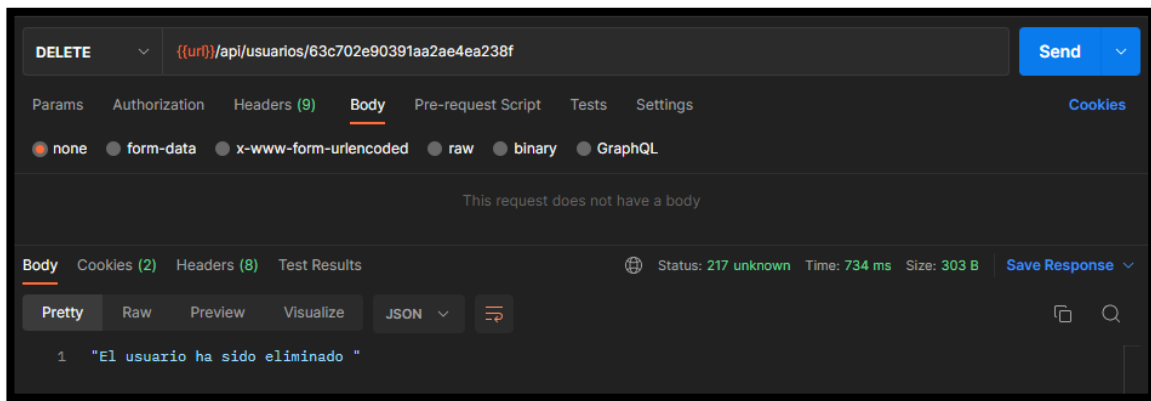 DELETE {{url}}/api/usuarios/63c702e90391aa2ae4ea238f Send
Params Authorization Headers (9) Body Pre-request Script Tests Settings Cookies
none form-data x-www-form-urlencoded raw binary GraphQL
This request does not have a body
Body Cookies (2) Headers (8) Test Results Status: 217 unknown Time: 734 ms Size: 303 B Save Response
Pretty Raw Preview Visualize JSON
1 "El usuario ha sido eliminado "